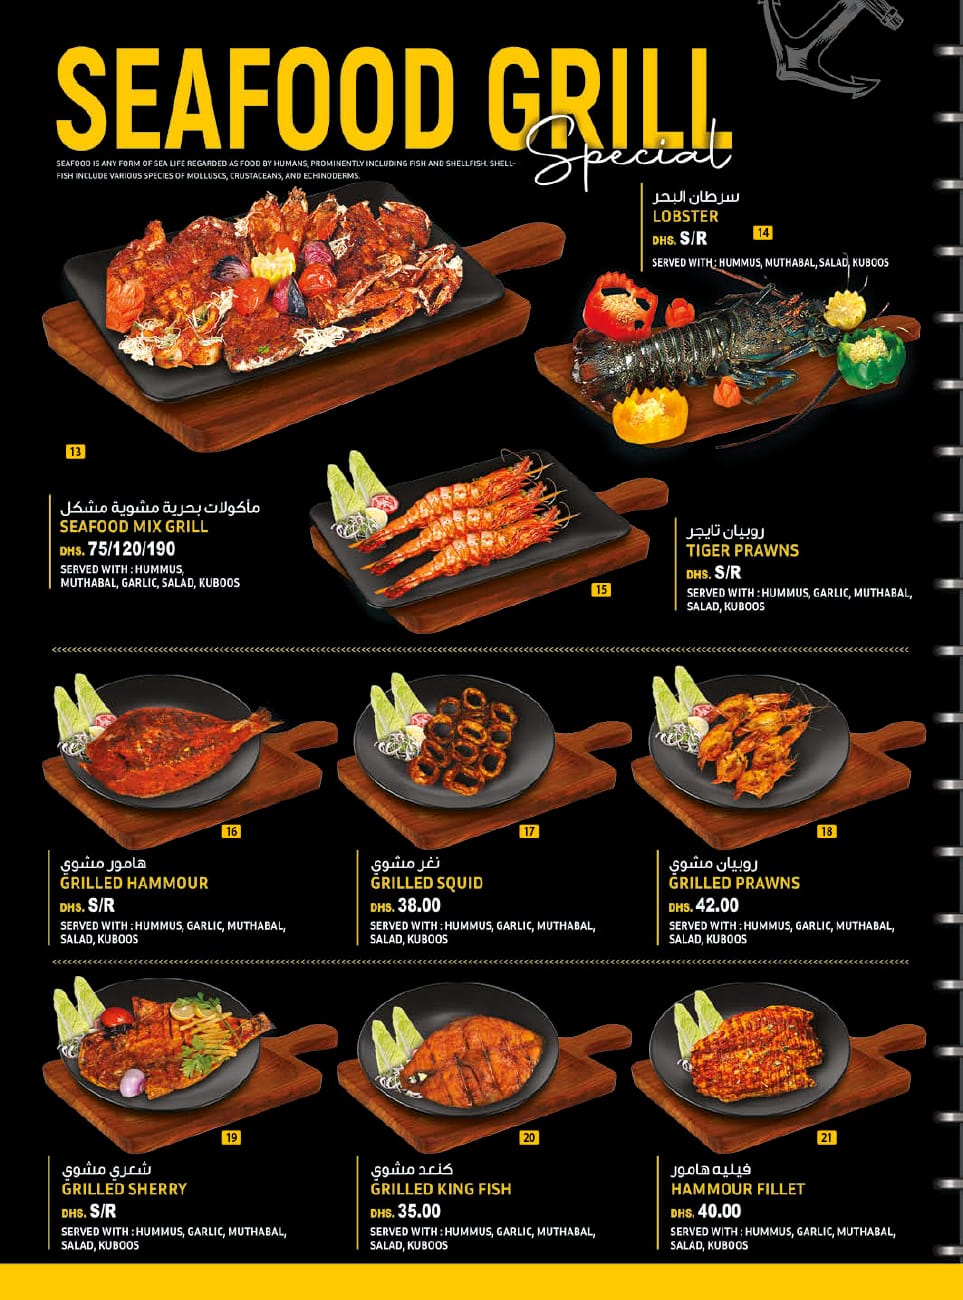 SEAFOOD GRILL
Special
SEAFOOD IS ANY FORM OF SEA LIFE REGARDED AS FOOD BY HUMANS, PROMINENTLY INCLUDING FISH AND SHELLFISH. SHELL-
FISH INCLUDE VARIOUS SPECIES OF MOLLUSCS, CRUSTACEANS, AND ECHINODERMS.
سرطان البحر
LOBSTER
DHS. S/R
14
SERVED WITH : HUMMUS, MUTHABAL, SALAD, KUBOOS
13
مأكولات بحرية مشوية مشكل
SEAFOOD MIX GRILL
DHS. 75/120/190
SERVED WITH : HUMMUS,
MUTHABAL, GARLIC, SALAD, KUBOOS
15
روبيان تايجر
TIGER PRAWNS
DHS. S/R
SERVED WITH : HUMMUS, GARLIC, MUTHABAL,
SALAD, KUBOOS
16
هامور مشوي
GRILLED HAMMOUR
DHS. S/R
SERVED WITH : HUMMUS, GARLIC, MUTHABAL,
SALAD, KUBOOS
17
نغر مشوي
GRILLED SQUID
DHS. 38.00
SERVED WITH : HUMMUS, GARLIC, MUTHABAL,
SALAD, KUBOOS
18
روبيان مشوي
GRILLED PRAWNS
DHS. 42.00
SERVED WITH : HUMMUS, GARLIC, MUTHABAL,
SALAD, KUBOOS
19
شعري مشوي
GRILLED SHERRY
DHS. S/R
SERVED WITH : HUMMUS, GARLIC, MUTHABAL,
SALAD, KUBOOS
20
كنعد مشوي
GRILLED KING FISH
DHS. 35.00
SERVED WITH : HUMMUS, GARLIC, MUTHABAL,
SALAD, KUBOOS
21
فيليه هامور
HAMMOUR FILLET
DHS. 40.00
SERVED WITH : HUMMUS, GARLIC, MUTHABAL,
SALAD, KUBOOS